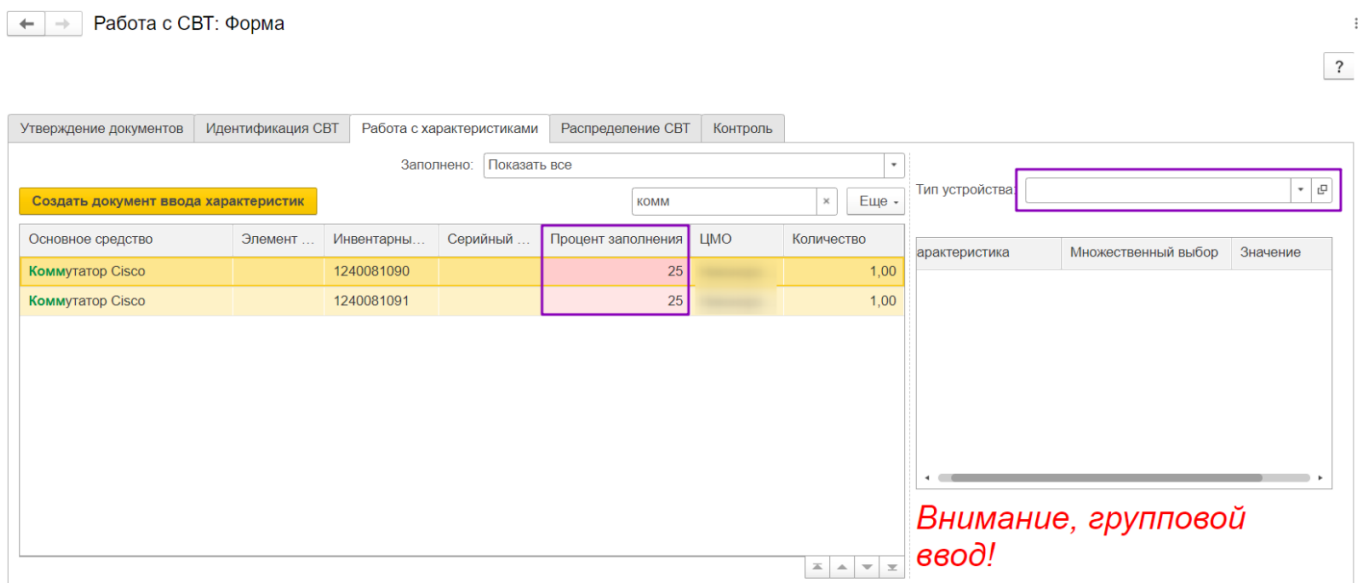 Работа с СВТ: Форма
?
Утверждение документов Идентификация СВТ Работа с характеристиками Распределение СВТ Контроль
Заполнено: Показать все
Тип устройства:
Создать документ ввода характеристик комм × Еще
Основное средство Элемент ... Инвентарны... Серийный ... Процент заполнения ЦМО Количество
арактеристика Множественный выбор Значение
Коммутатор Cisco 1240081090 25 1,00
Коммутатор Cisco 1240081091 25 1,00
Внимание, групповой
ввод!